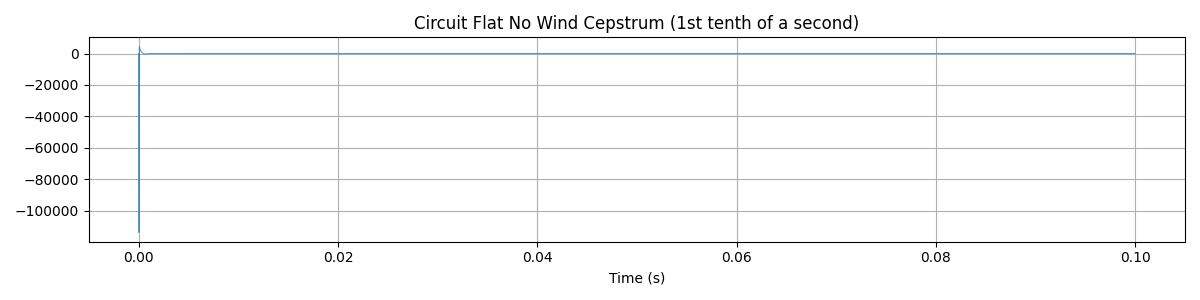 Circuit Flat No Wind Cepstrum (1st tenth of a second)
0
−20000
−40000
−60000
−80000
−100000
0.00 0.02 0.04 0.06 0.08 0.10
Time (s)